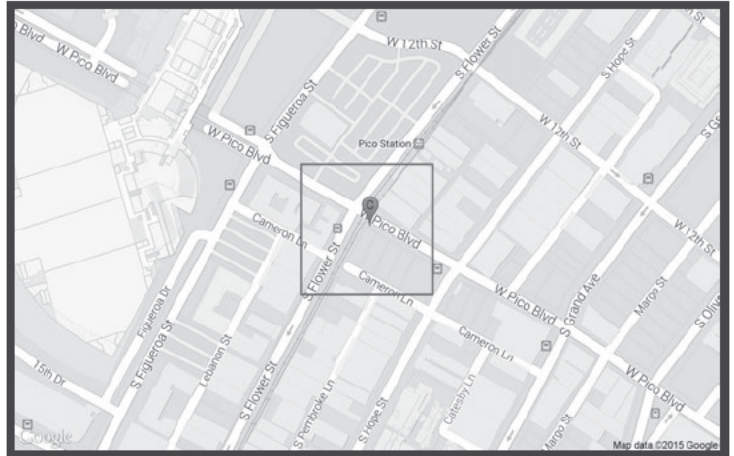 W 12th St
S Flower St
S Hope St
W Pico Blvd
W Pico Blvd
S Figueroa St
W 12th St
Pico Station
W Pico Blvd
C
W Pico Blvd
Cameron Ln
W 12th St
S Flower St
Cameron Ln
W Pico Blvd
S Grand Ave
Margo St
S Oliv
Figueroa Dr
S Figueroa St
Lebanon St
Cameron Ln
15th Dr
S Flower St
S Pembroke Ln
S Hope St
Catesby Ln
W Pico Blvd
Margo St
Google
Map data ©2015 Google